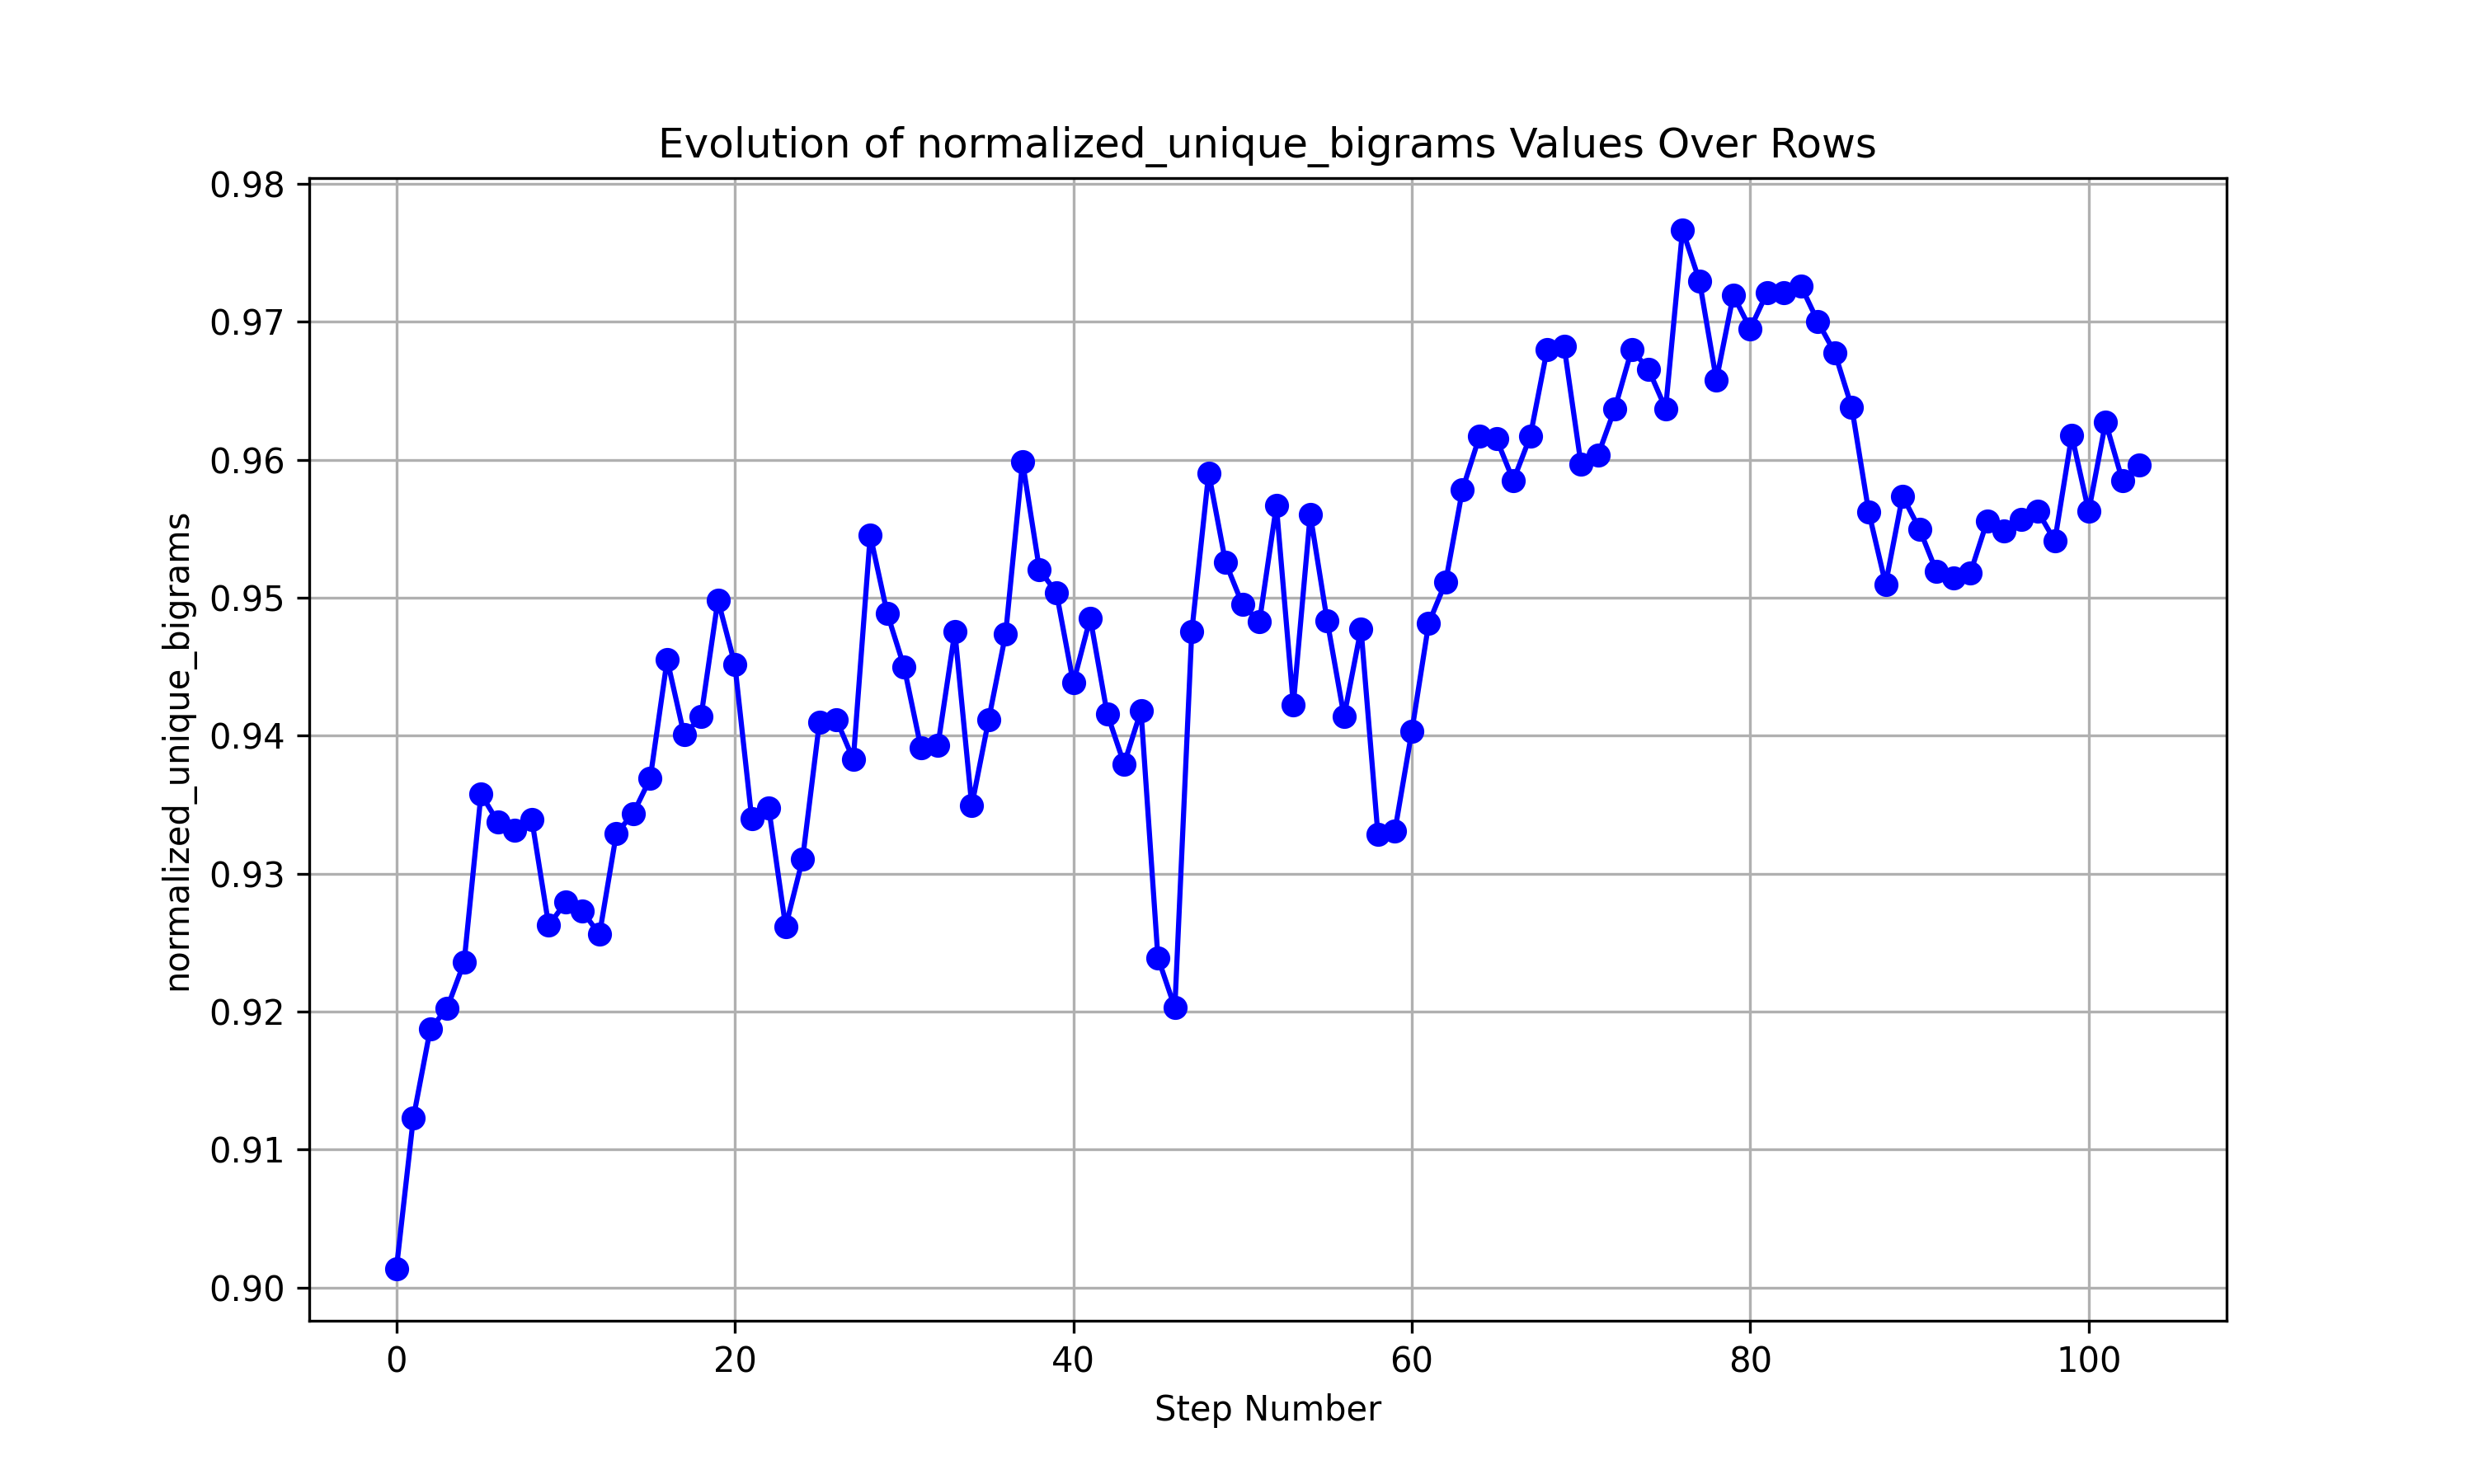 Evolution of normalized_unique_bigrams Values Over Rows
normalized_unique_bigrams
0.98
0.97
0.96
0.95
0.94
0.93
0.92
0.91
0.90
0 20 40 60 80 100
Step Number